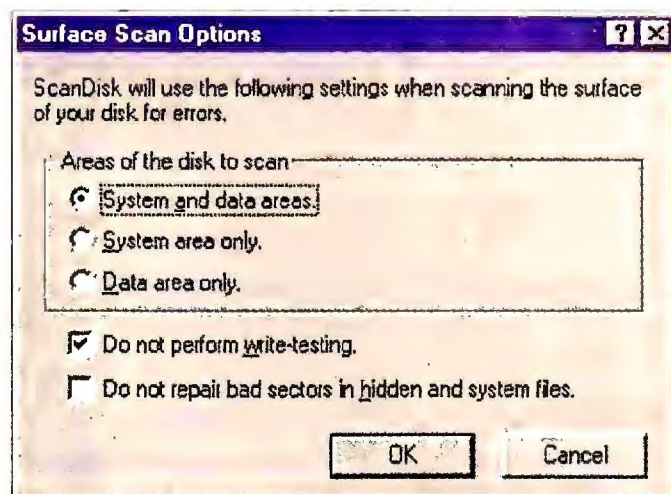 Surface Scan Options
ScanDisk will use the following settings when scanning the surface
of your disk for errors.
Areas of the disk to scan
System and data areas.
System area only.
Data area only.
Do not perform write-testing.
Do not repair bad sectors in hidden and system files.
OK Cancel